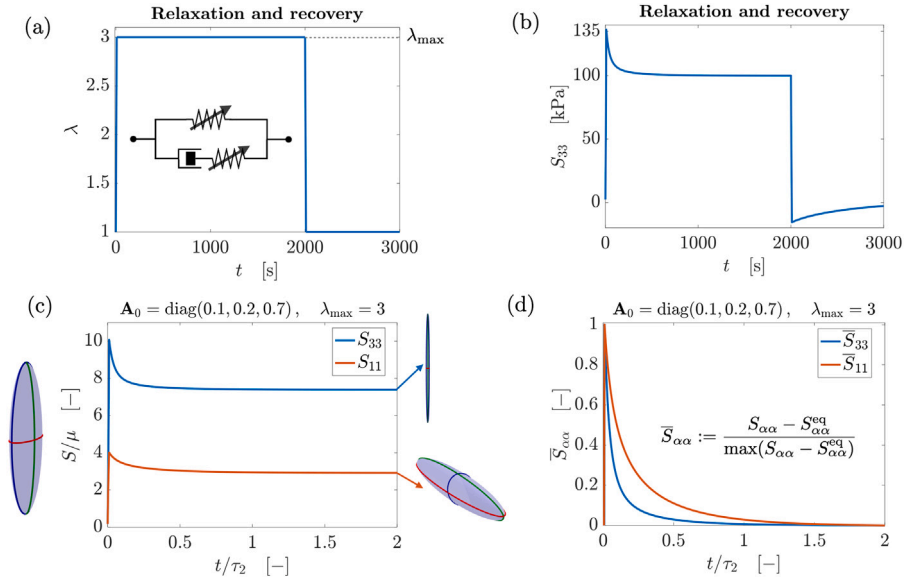 (a)
Relaxation and recovery
3
2.5
2
1.5
1
λ
λmax
0
1000
2000
3000
t [s]
(b)
Relaxation and recovery
135
100
50
0
S33 [kPa]
0
1000
2000
3000
t [s]
(c)
A0 = diag(0.1, 0.2, 0.7) , λmax = 3
10
8
6
4
2
0
S/μ [−]
S33
S11
0
0.5
1
1.5
2
t/τ2 [−]
(d)
A0 = diag(0.1, 0.2, 0.7) , λmax = 3
1
0.8
0.6
0.4
0.2
0
S̅αα [−]
S̅33
S̅11
S̅αα := (Sαα − Sαα^eq) / max(Sαα − Sαα^eq)
0
0.5
1
1.5
2
t/τ2 [−]